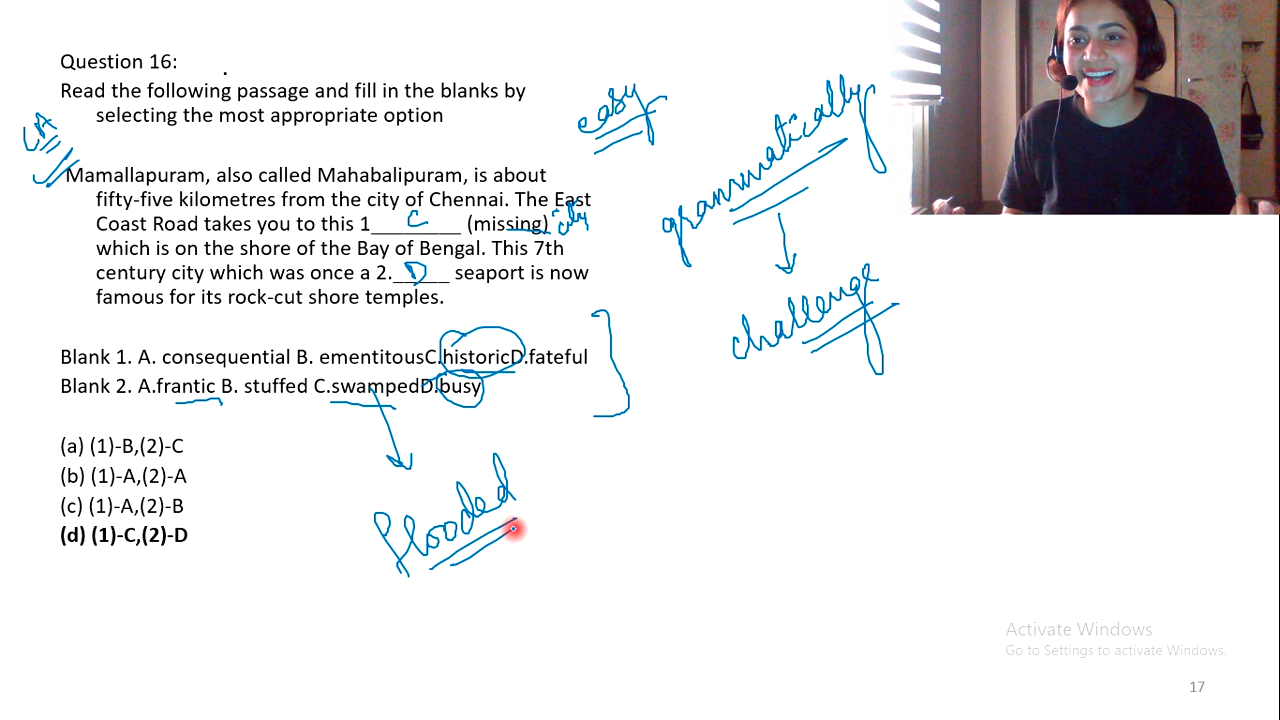 Question 16:
Read the following passage and fill in the blanks by
selecting the most appropriate option
easy
grammatically
LA
Mamallapuram, also called Mahabalipuram, is about
fifty-five kilometres from the city of Chennai. The East
Coast Road takes you to this 1__C______ (missing) city
which is on the shore of the Bay of Bengal. This 7th
century city which was once a 2._D___ seaport is now
famous for its rock-cut shore temples.
challenge
Blank 1. A. consequential B. ementitousC.historicD.fateful
Blank 2. A.frantic B. stuffed C.swampedD.busy
(a) (1)-B,(2)-C
(b) (1)-A,(2)-A
(c) (1)-A,(2)-B
(d) (1)-C,(2)-D
flooded
Activate Windows
Go to Settings to activate Windows.
17